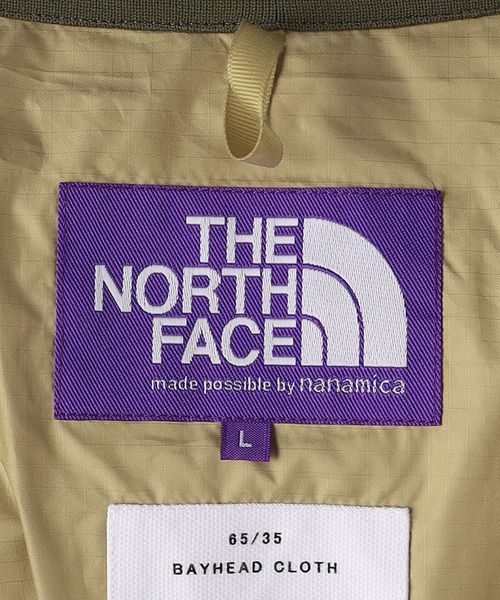 THE
NORTH
FACE
made possible by nanamica
L
65/35
BAYHEAD CLOTH